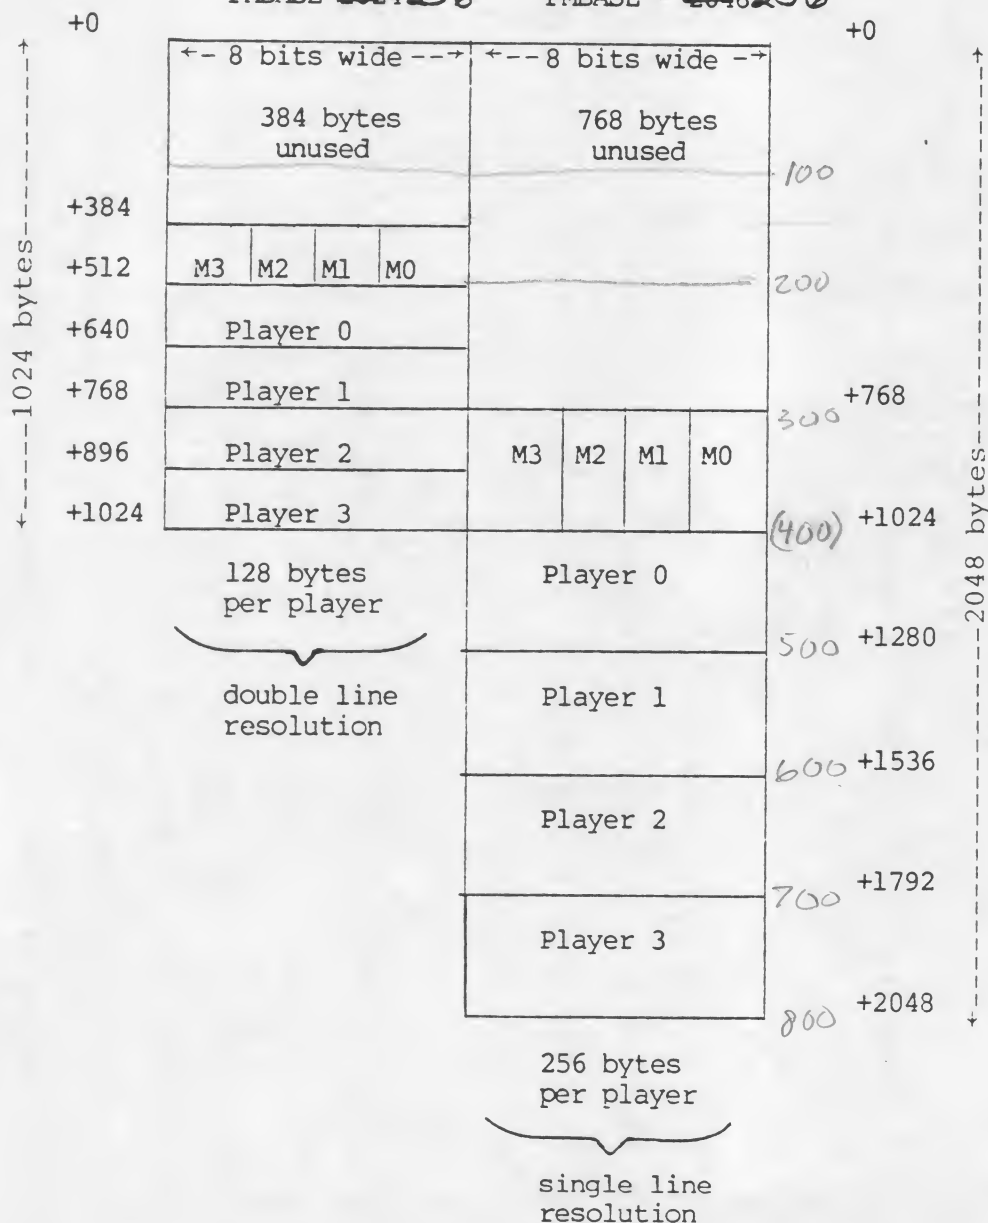 PMBASE PMBASE
+0 +0
8 bits wide 8 bits wide
384 bytes
unused
768 bytes
unused
100
+384
+512 M3 M2 M1 M0
200
+640 Player 0
+768 Player 1
300 +768
+896 Player 2
M3 M2 M1 M0
+1024 Player 3
(400) +1024
1024 bytes
2048 bytes
128 bytes
per player
Player 0
500 +1280
double line
resolution
Player 1
600 +1536
Player 2
700 +1792
Player 3
800 +2048
256 bytes
per player
single line
resolution